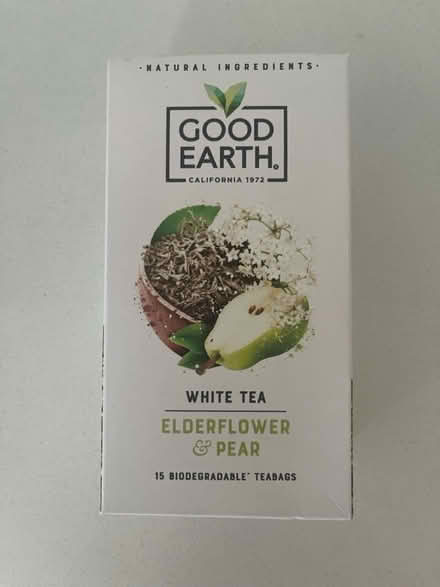 ·NATURAL INGREDIENTS·
GOOD
EARTH®
CALIFORNIA 1972
WHITE TEA
ELDERFLOWER
& PEAR
15 BIODEGRADABLE* TEABAGS